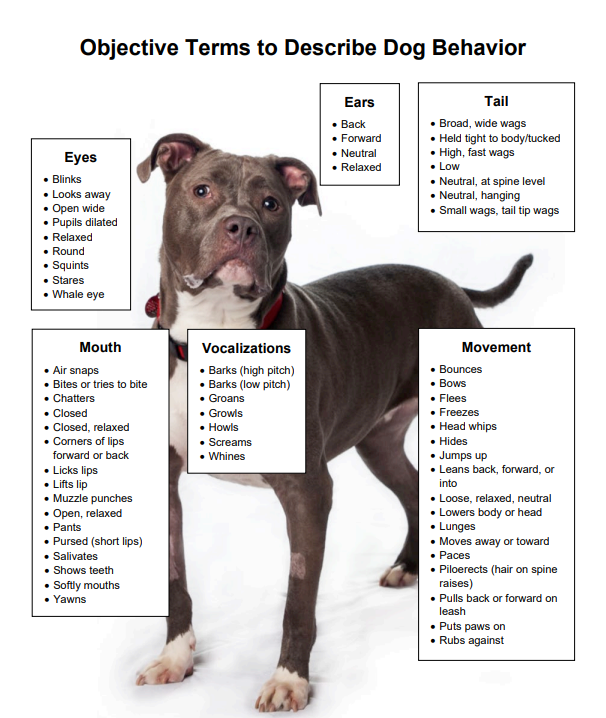 Objective Terms to Describe Dog Behavior
Ears
• Back
• Forward
• Neutral
• Relaxed
Tail
• Broad, wide wags
• Held tight to body/tucked
• High, fast wags
• Low
• Neutral, at spine level
• Neutral, hanging
• Small wags, tail tip wags
Eyes
• Blinks
• Looks away
• Open wide
• Pupils dilated
• Relaxed
• Round
• Squints
• Stares
• Whale eye
Mouth
• Air snaps
• Bites or tries to bite
• Chatters
• Closed
• Closed, relaxed
• Corners of lips
forward or back
• Licks lips
• Lifts lip
• Muzzle punches
• Open, relaxed
• Pants
• Pursed (short lips)
• Salivates
• Shows teeth
• Softly mouths
• Yawns
Vocalizations
• Barks (high pitch)
• Barks (low pitch)
• Groans
• Growls
• Howls
• Screams
• Whines
Movement
• Bounces
• Bows
• Flees
• Freezes
• Head whips
• Hides
• Jumps up
• Leans back, forward, or
into
• Loose, relaxed, neutral
• Lowers body or head
• Lunges
• Moves away or toward
• Paces
• Piloerects (hair on spine
raises)
• Pulls back or forward on
leash
• Puts paws on
• Rubs against